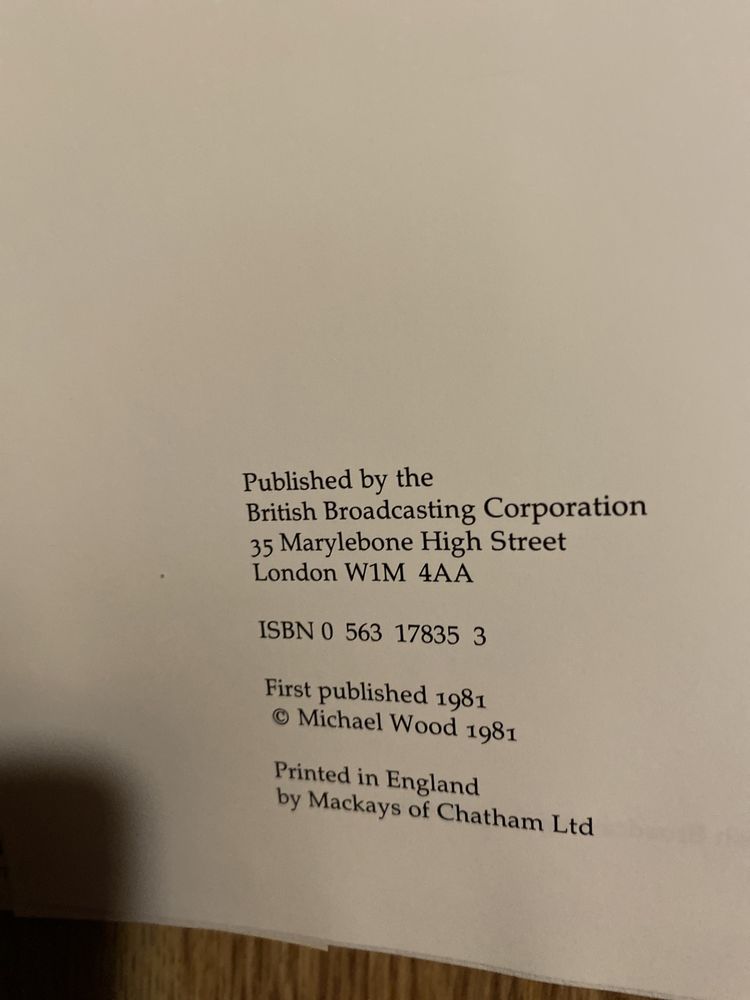 Published by the
British Broadcasting Corporation
35 Marylebone High Street
London W1M 4AA
ISBN 0 563 17835 3
First published 1981
© Michael Wood 1981
Printed in England
by Mackays of Chatham Ltd